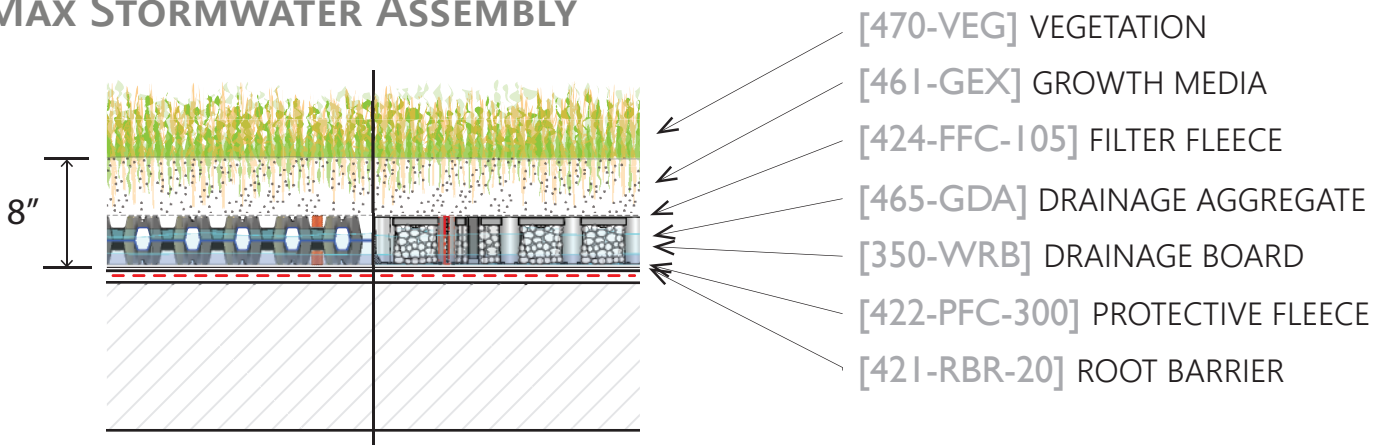 MAX STORMWATER ASSEMBLY
8"
[470-VEG] VEGETATION
[461-GEX] GROWTH MEDIA
[424-FFC-105] FILTER FLEECE
[465-GDA] DRAINAGE AGGREGATE
[350-WRB] DRAINAGE BOARD
[422-PFC-300] PROTECTIVE FLEECE
[421-RBR-20] ROOT BARRIER